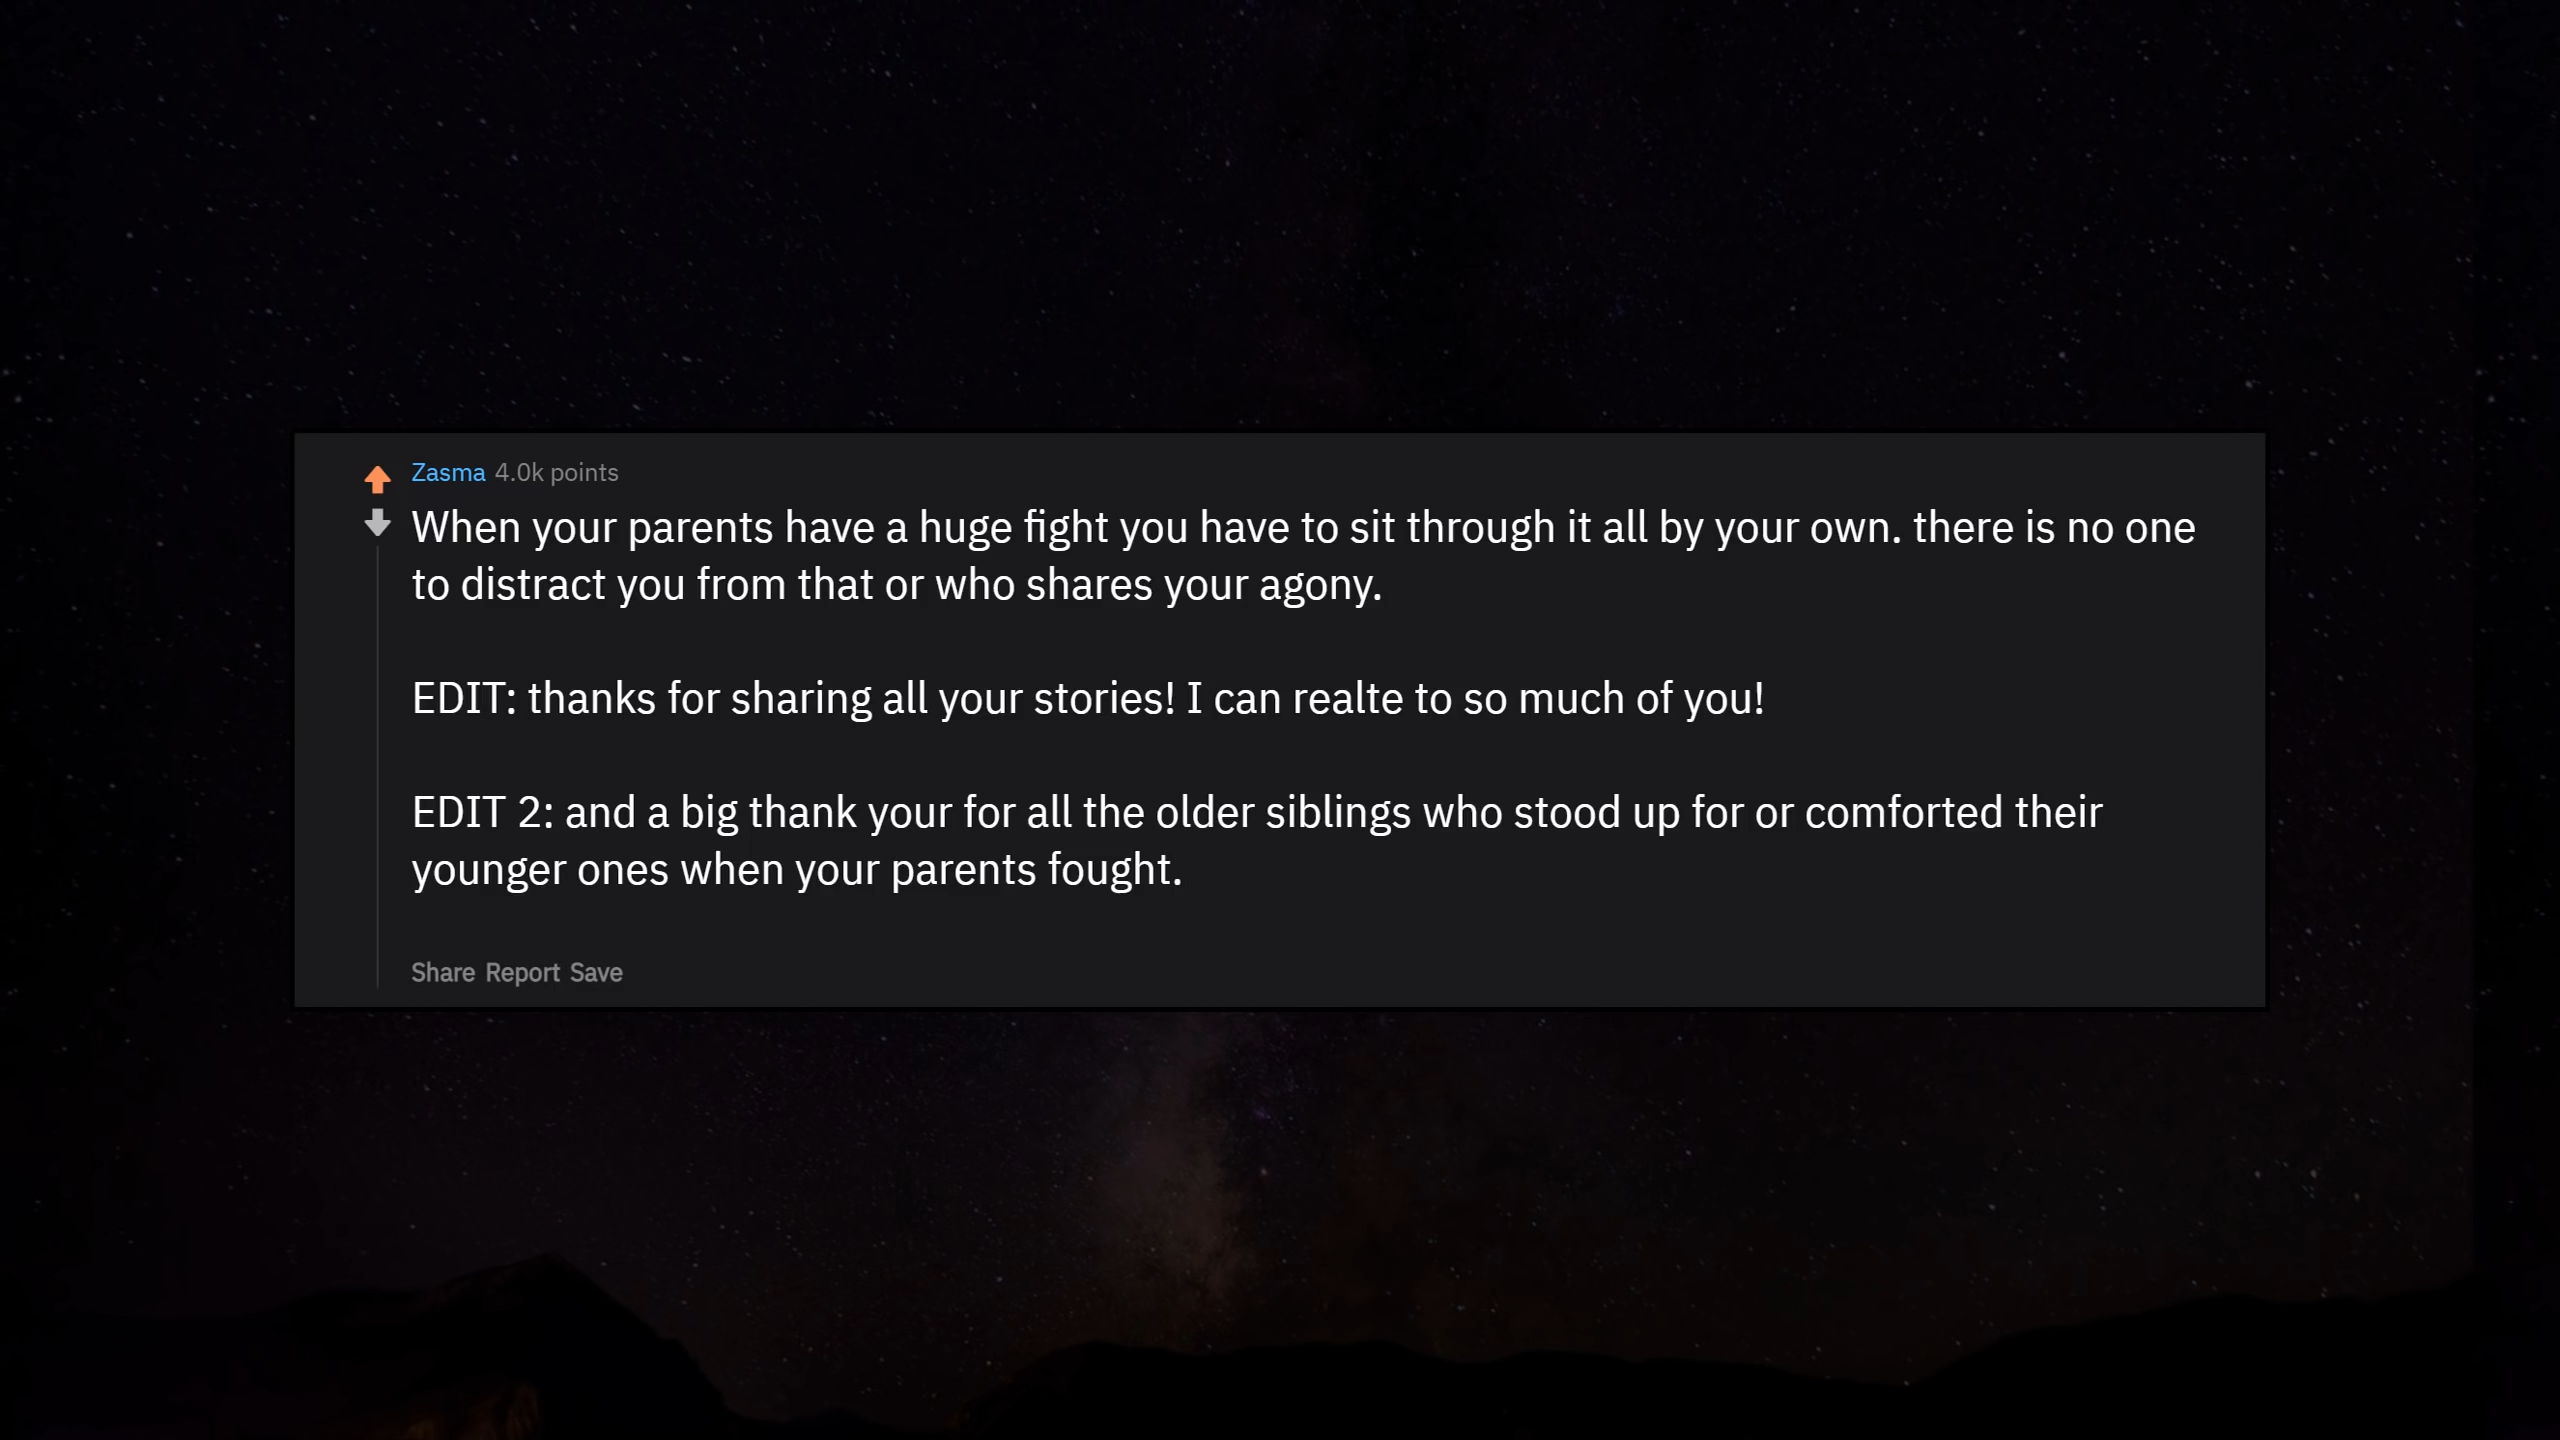 Zasma 4.0k points
When your parents have a huge fight you have to sit through it all by your own. there is no one
to distract you from that or who shares your agony.
EDIT: thanks for sharing all your stories! I can realte to so much of you!
EDIT 2: and a big thank your for all the older siblings who stood up for or comforted their
younger ones when your parents fought.
Share Report Save